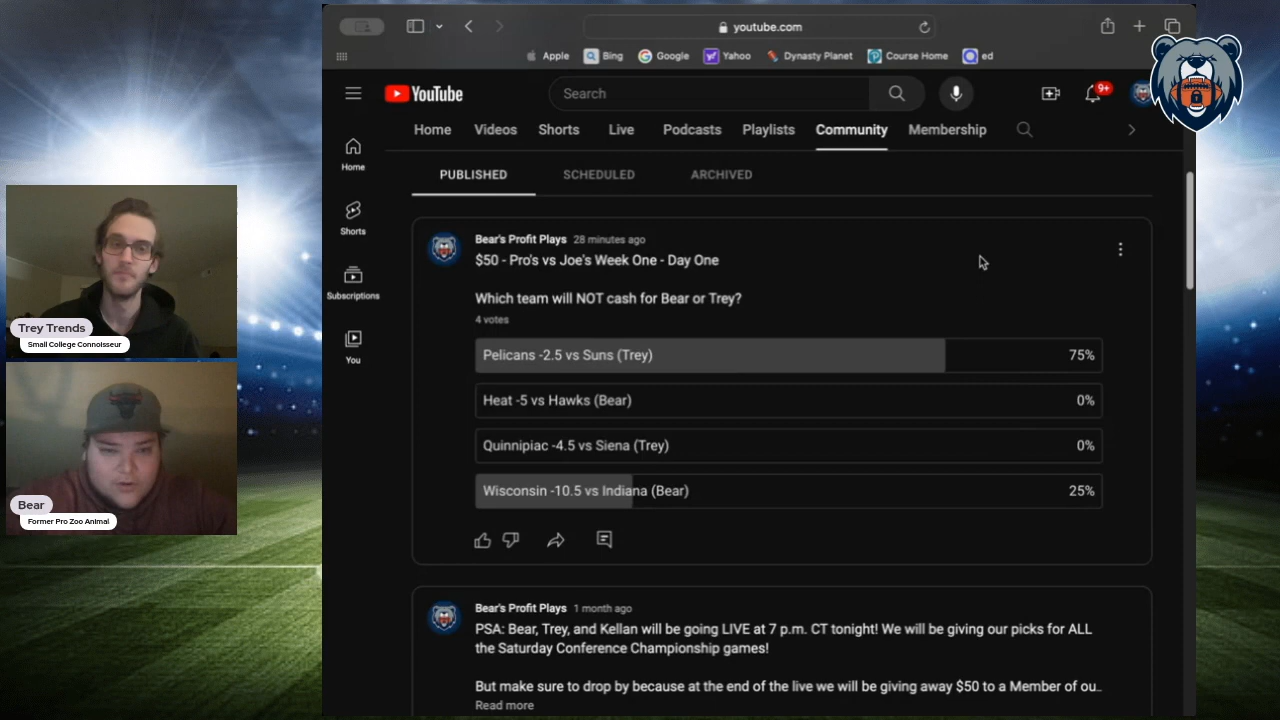 youtube.com
Apple
Bing
Google
Yahoo
Dynasty Planet
Course Home
ed
YouTube
Search
9+
Home
Videos
Shorts
Live
Podcasts
Playlists
Community
Membership
Home
Shorts
Subscriptions
You
PUBLISHED
SCHEDULED
ARCHIVED
Bear's Profit Plays 28 minutes ago
$50 - Pro's vs Joe's Week One - Day One
Which team will NOT cash for Bear or Trey?
4 votes
Pelicans -2.5 vs Suns (Trey) 75%
Heat -5 vs Hawks (Bear) 0%
Quinnipiac -4.5 vs Siena (Trey) 0%
Wisconsin -10.5 vs Indiana (Bear) 25%
Bear's Profit Plays 1 month ago
PSA: Bear, Trey, and Kellan will be going LIVE at 7 p.m. CT tonight! We will be giving our picks for ALL
the Saturday Conference Championship games!
But make sure to drop by because at the end of the live we will be giving away $50 to a Member of ou...
Read more
Trey Trends
Small College Connoisseur
Bear
Former Pro Zoo Animal